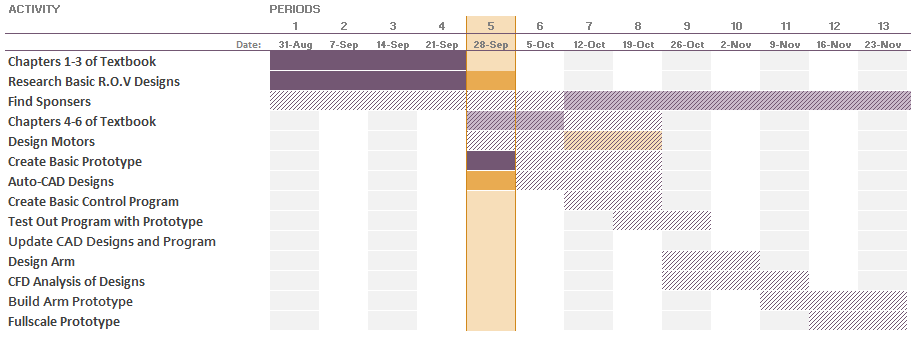 ACTIVITY PERIODS
1 2 3 4 5 6 7 8 9 10 11 12 13
Date: 31-Aug 7-Sep 14-Sep 21-Sep 28-Sep 5-Oct 12-Oct 19-Oct 26-Oct 2-Nov 9-Nov 16-Nov 23-Nov
Chapters 1-3 of Textbook
Research Basic R.O.V Designs
Find Sponsers
Chapters 4-6 of Textbook
Design Motors
Create Basic Prototype
Auto-CAD Designs
Create Basic Control Program
Test Out Program with Prototype
Update CAD Designs and Program
Design Arm
CFD Analysis of Designs
Build Arm Prototype
Fullscale Prototype